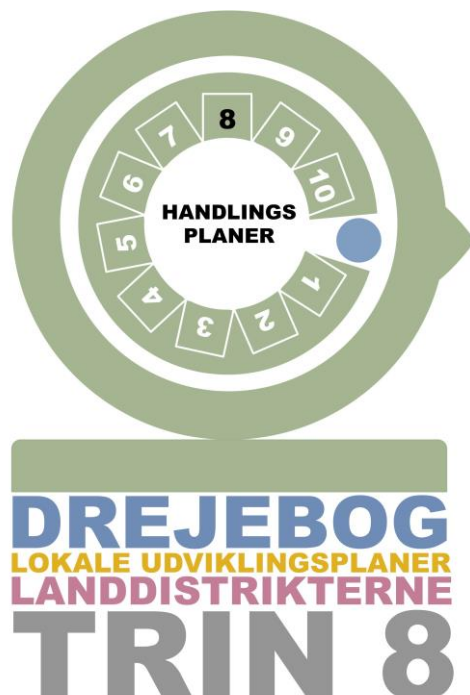 7
8
9
6
10
HANDLINGS
PLANER
5
4
3
2
1
DREJEBOG
LOKALE UDVIKLINGSPLANER
LANDDISTRIKTERNE
TRIN 8